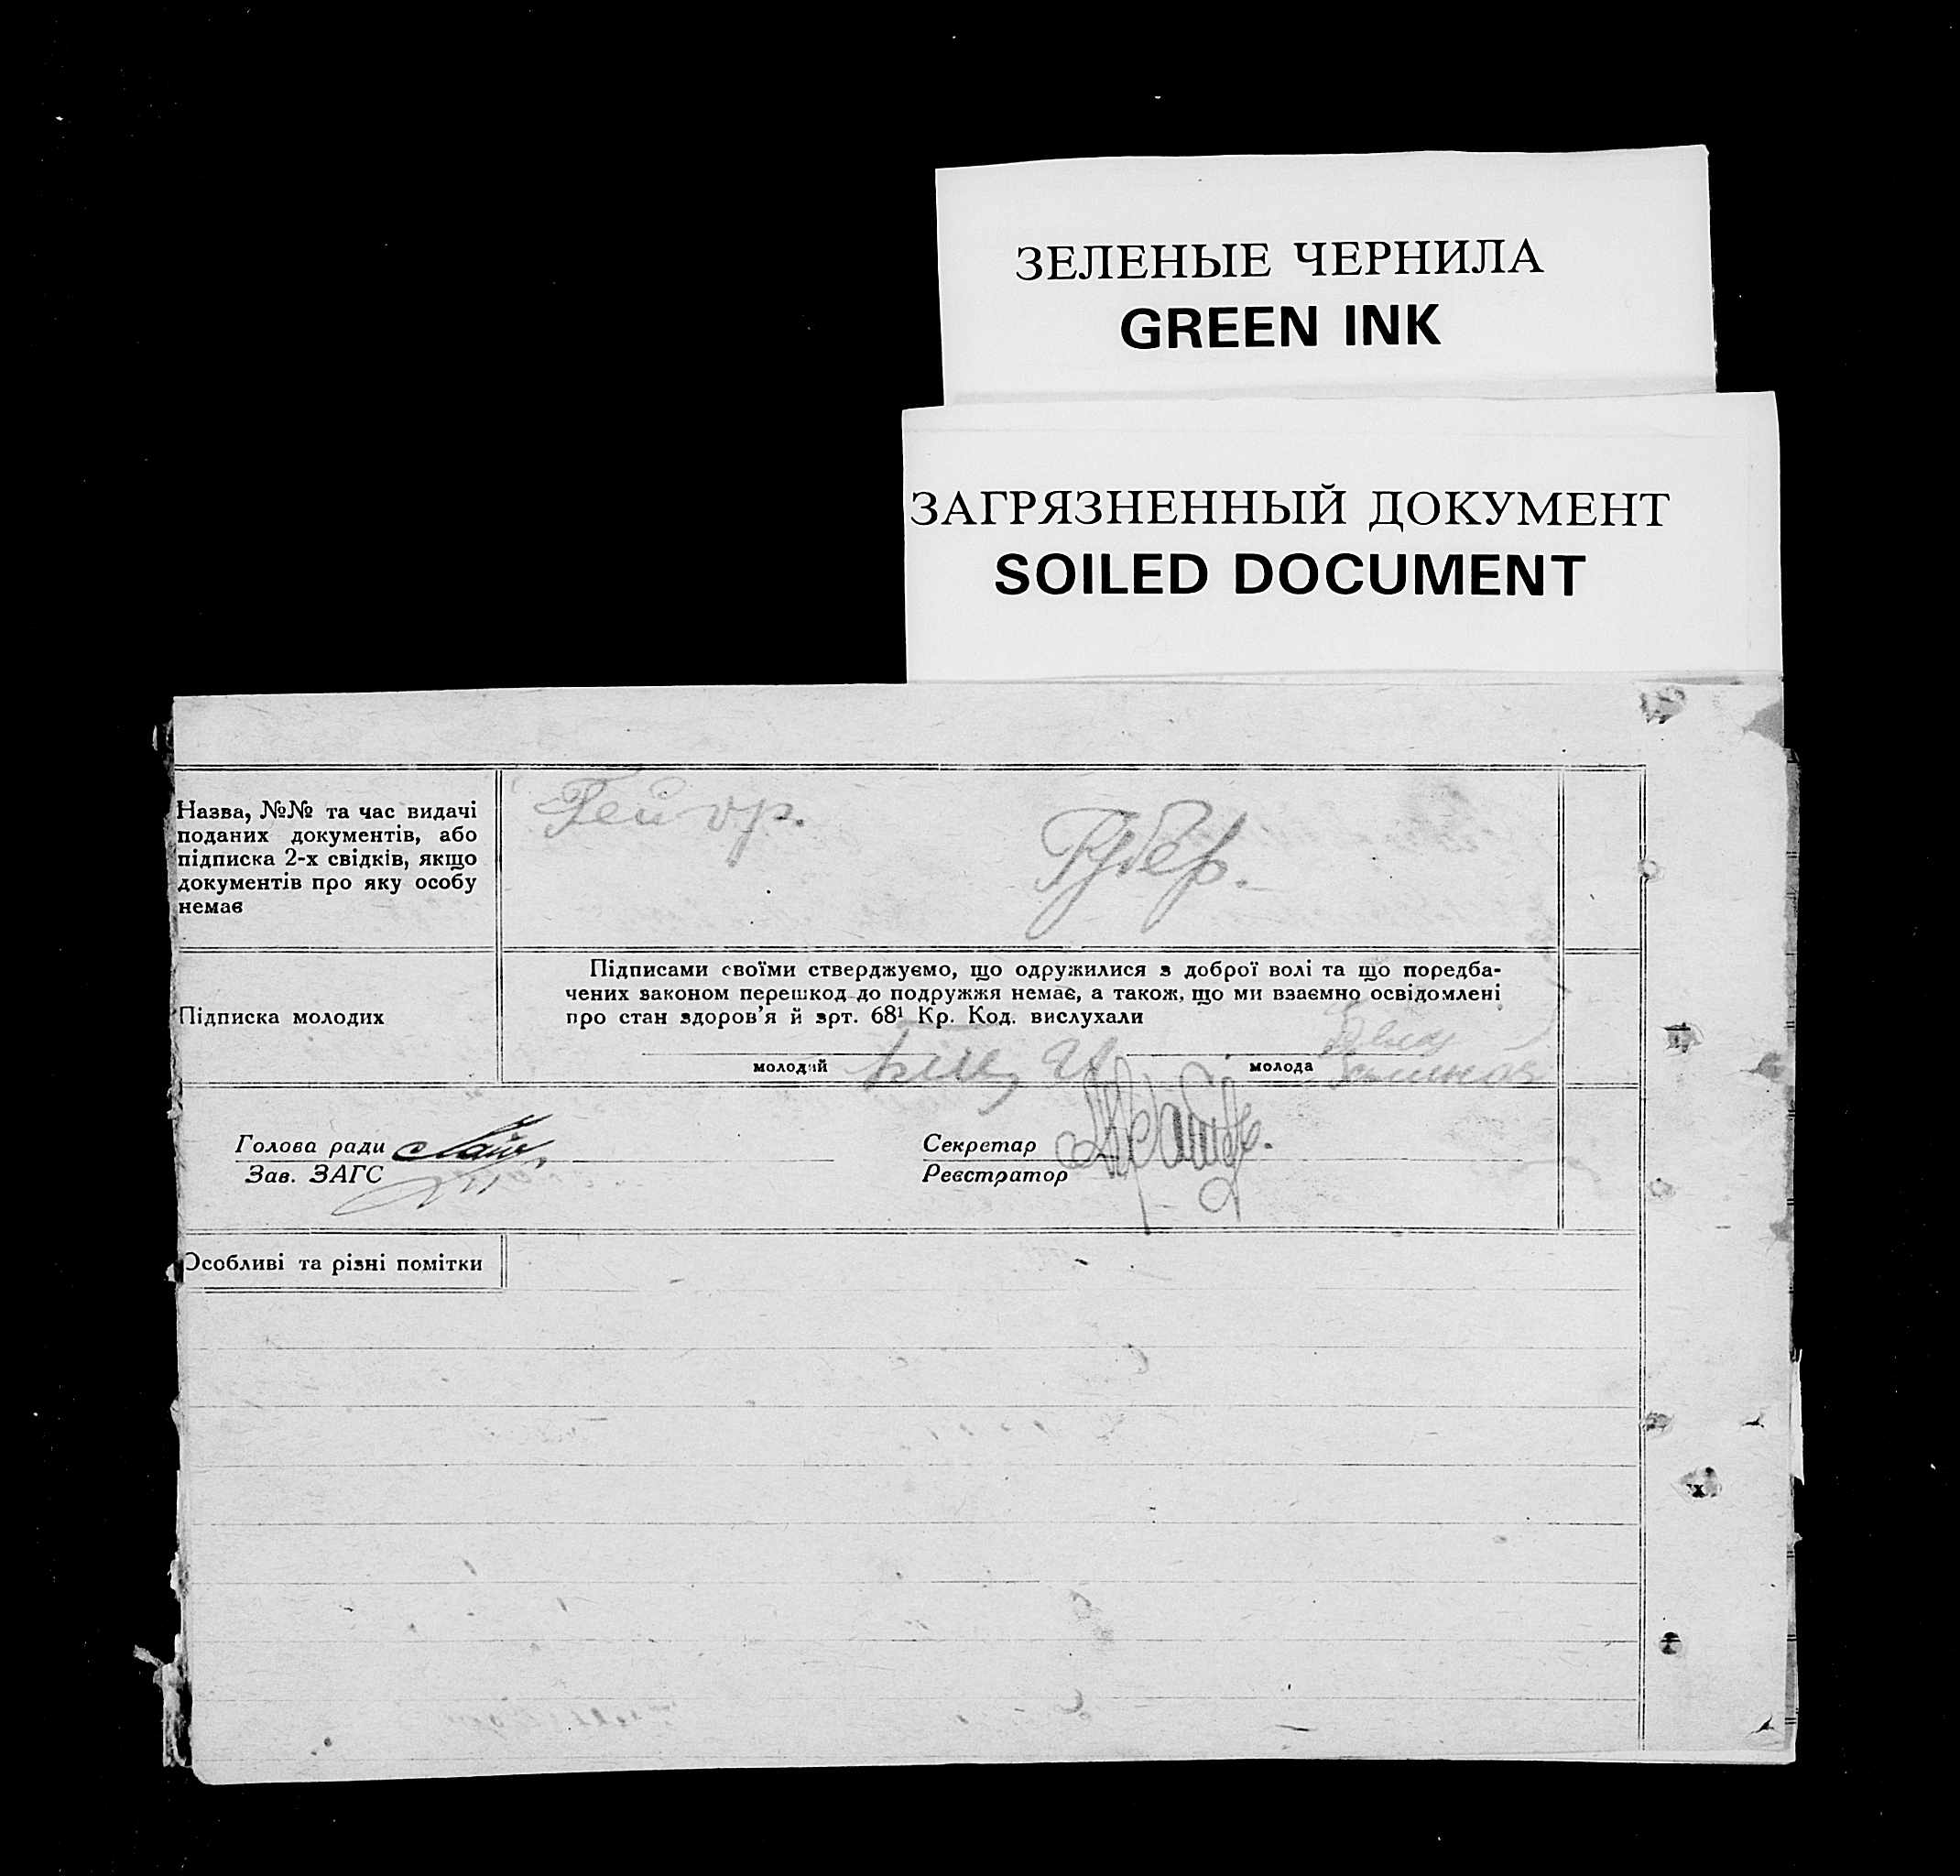 ЗЕЛЕНЫЕ ЧЕРНИЛА
GREEN INK
ЗАГРЯЗНЕННЫЙ ДОКУМЕНТ
SOILED DOCUMENT
Назва, №№ та час видачі
поданих документів, або
підписка 2-х свідків, якщо
документів про яку особу
немає
Губер.
Підписка молодих
Підписами своїми стверджуємо, що одружилися з доброї волі та що поредба-
чених законом перешкод до подружжя немає, а також, що ми взаємно освідомлені
про стан здоров'я й зрт. 68¹ Кр. Код. вислухали
молодий
молода
Голова ради
Зав. ЗАГС
Секретар
Реєстратор
Особливі та різні помітки